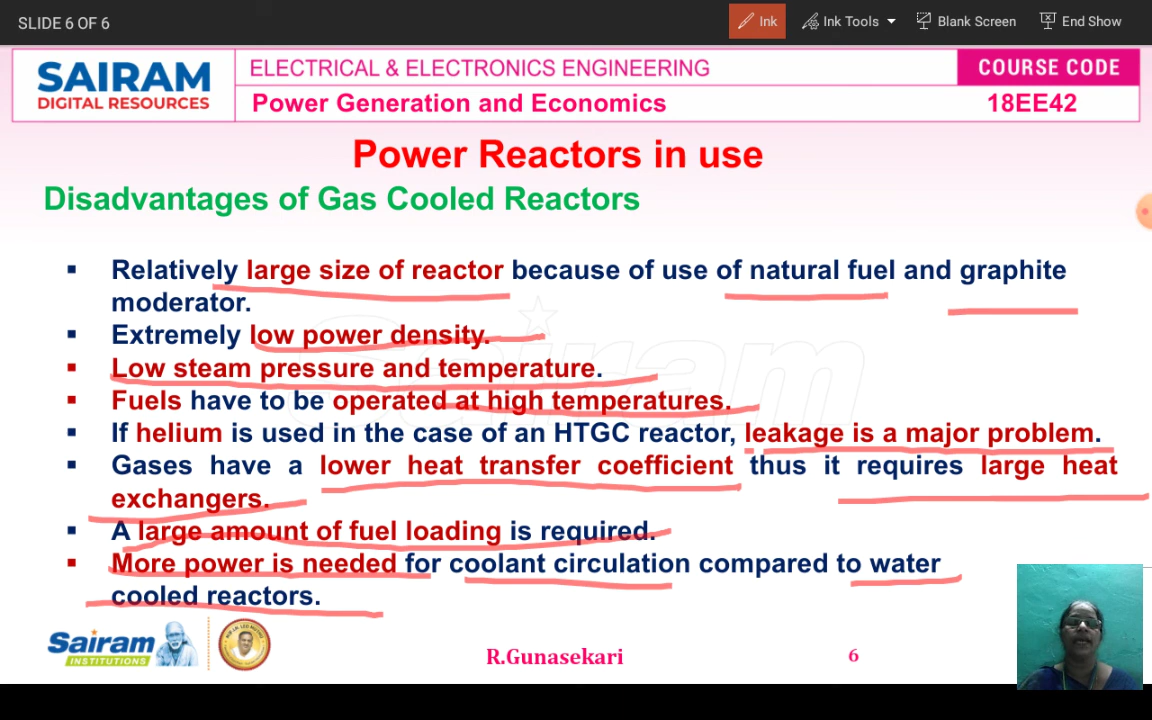 SLIDE 6 OF 6
Ink
Ink Tools
Blank Screen
End Show
SAIRAM
DIGITAL RESOURCES
ELECTRICAL & ELECTRONICS ENGINEERING
COURSE CODE
Power Generation and Economics
18EE42
Power Reactors in use
Disadvantages of Gas Cooled Reactors
▪ Relatively large size of reactor because of use of natural fuel and graphite
moderator.
▪ Extremely low power density.
▪ Low steam pressure and temperature.
▪ Fuels have to be operated at high temperatures.
▪ If helium is used in the case of an HTGC reactor, leakage is a major problem.
▪ Gases have a lower heat transfer coefficient thus it requires large heat
exchangers.
▪ A large amount of fuel loading is required.
▪ More power is needed for coolant circulation compared to water
cooled reactors.
Sairam
Sairam
INSTITUTIONS
R.Gunasekari
6